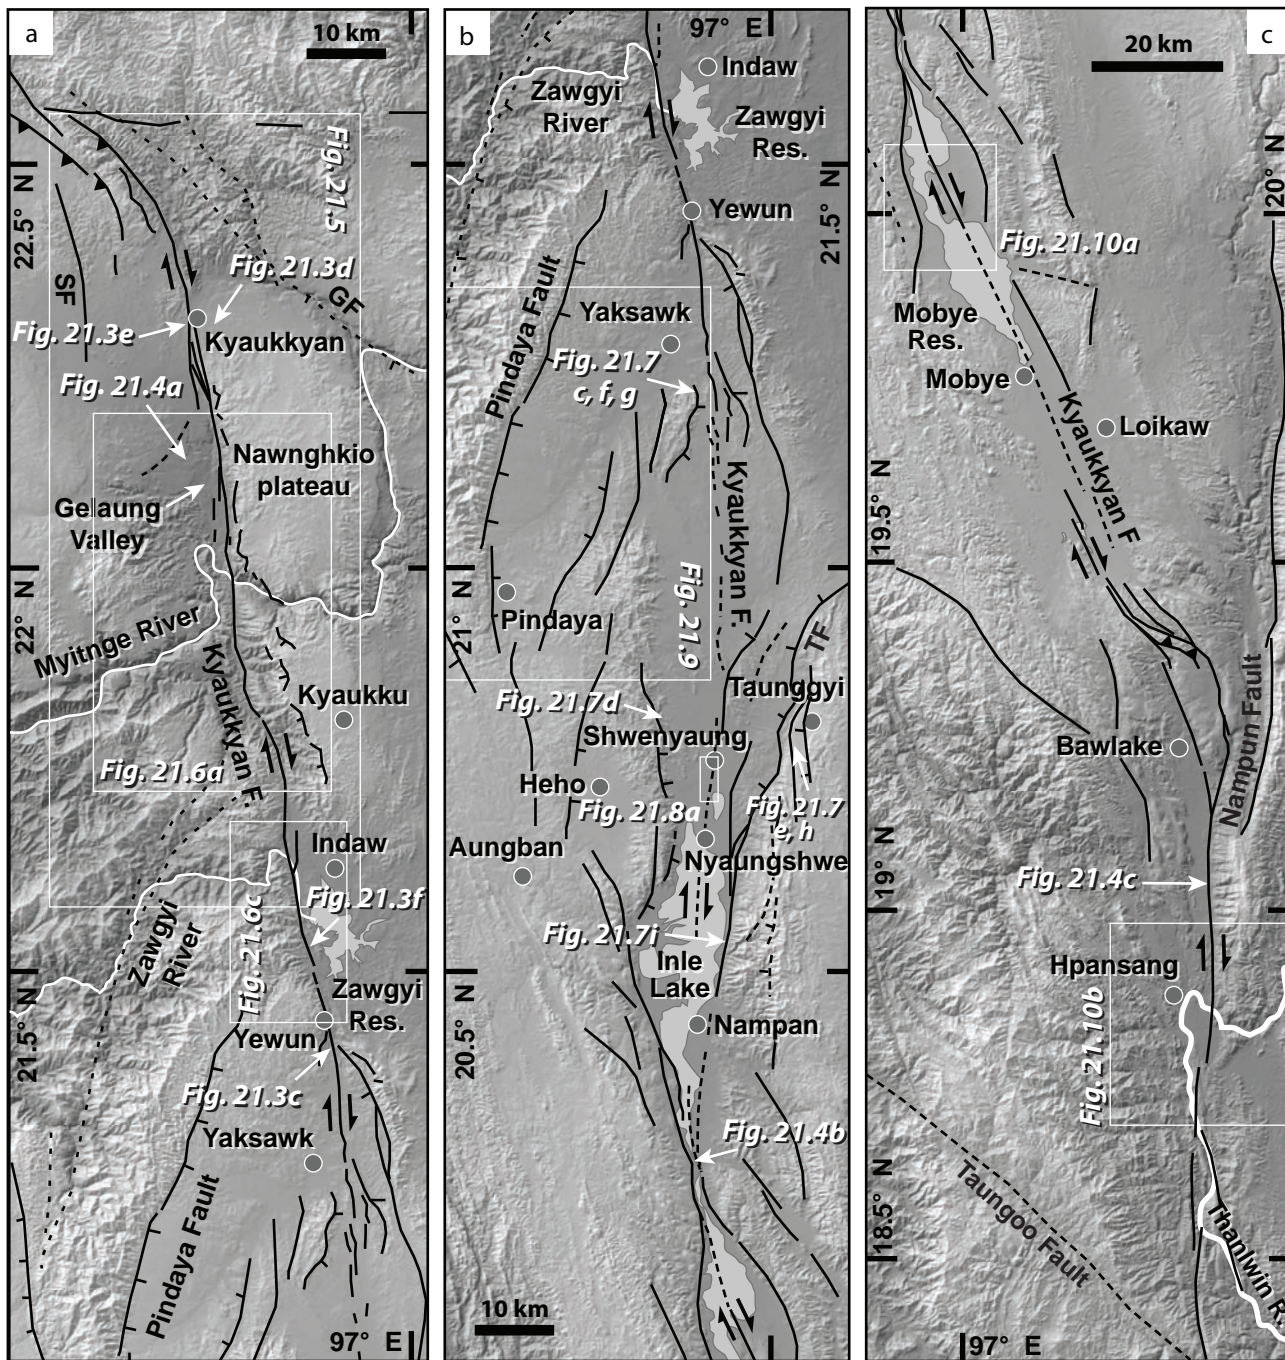 a
10 km
22.5° N
Fig. 21.5
SF
Fig. 21.3d
GF
Fig. 21.3e
Kyaukkyan
Fig. 21.4a
Nawnghkio
plateau
Gelaung
Valley
22° N
Myitnge River
Kyaukkyan F.
Kyaukku
Fig. 21.6a
Indaw
Fig. 21.3f
Zawgyi
River
Fig. 21.6c
21.5° N
Zawgyi
Res.
Yewun
Fig. 21.3c
Yaksawk
Pindaya Fault
97° E
b
97° E
Indaw
Zawgyi
River
Zawgyi
Res.
Yewun
21.5° N
Pindaya Fault
Yaksawk
Fig. 21.7
c, f, g
Kyaukkyan F.
21° N
Pindaya
Fig. 21.9
TF
Taunggyi
Fig. 21.7d
Shwenyaung
Heho
Fig. 21.8a
Fig. 21.7
e, h
Aungban
Nyaungshwe
Fig. 21.7i
Inle
Lake
20.5° N
Nampan
Fig. 21.4b
10 km
c
20 km
20° N
Fig. 21.10a
Mobye
Res.
Mobye
Kyaukkyan F
Loikaw
19.5° N
Bawlake
Nampun Fault
19° N
Fig. 21.4c
Hpansang
Fig. 21.10b
18.5° N
Taungoo Fault
Thanlwin R.
97° E